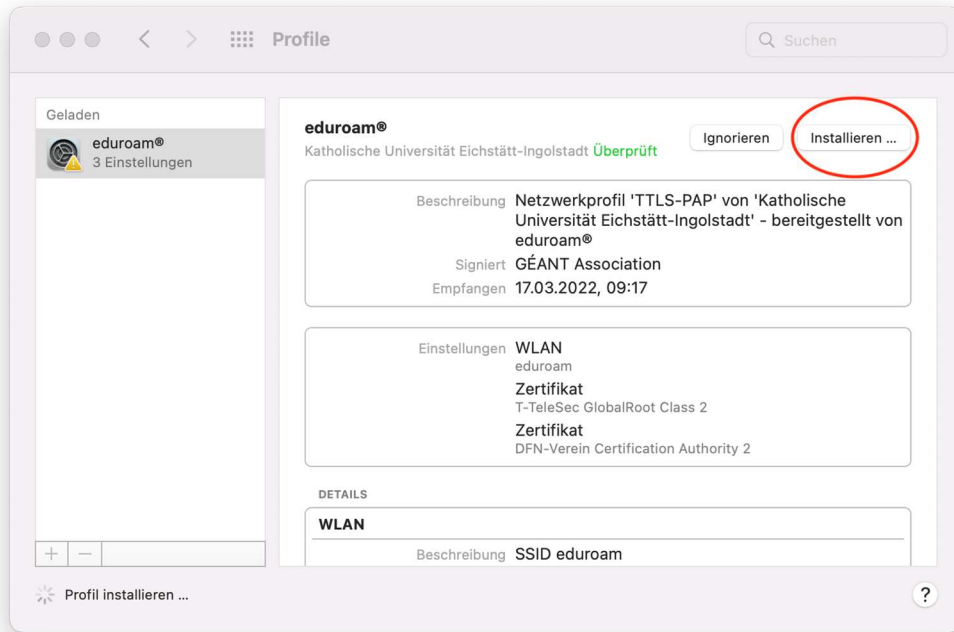 Profile
Suchen
Geladen
eduroam®
3 Einstellungen
eduroam®
Katholische Universität Eichstätt-Ingolstadt Überprüft
Ignorieren
Installieren ...
Beschreibung Netzwerkprofil 'TTLS-PAP' von 'Katholische
Universität Eichstätt-Ingolstadt' - bereitgestellt von
eduroam®
Signiert GÉANT Association
Empfangen 17.03.2022, 09:17
Einstellungen WLAN
eduroam
Zertifikat
T-TeleSec GlobalRoot Class 2
Zertifikat
DFN-Verein Certification Authority 2
DETAILS
WLAN
Beschreibung SSID eduroam
Profil installieren ...
?